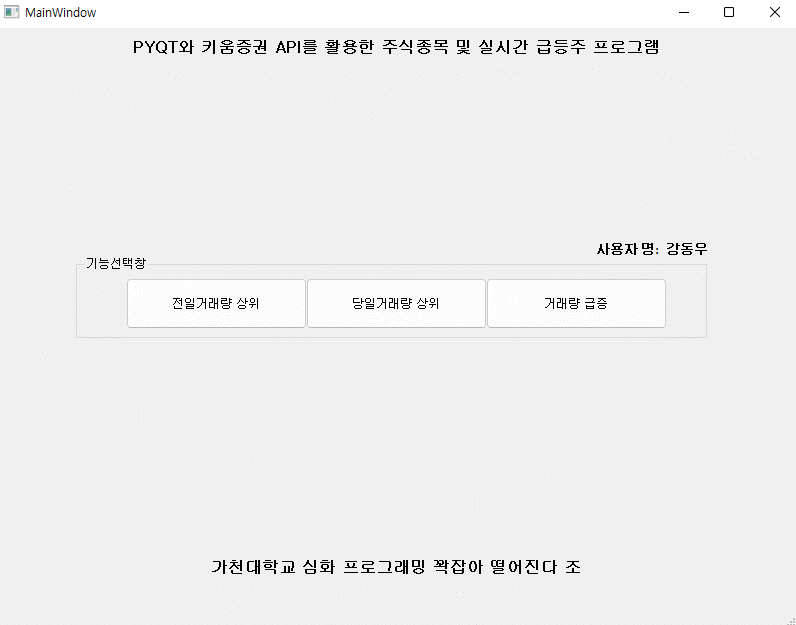 MainWindow
PYQT와 키움증권 API를 활용한 주식종목 및 실시간 급등주 프로그램
사용자명: 강동우
기능선택창
전일거래량 상위
당일거래량 상위
거래량 급증
가천대학교 심화 프로그래밍 꽉잡아 떨어진다 조